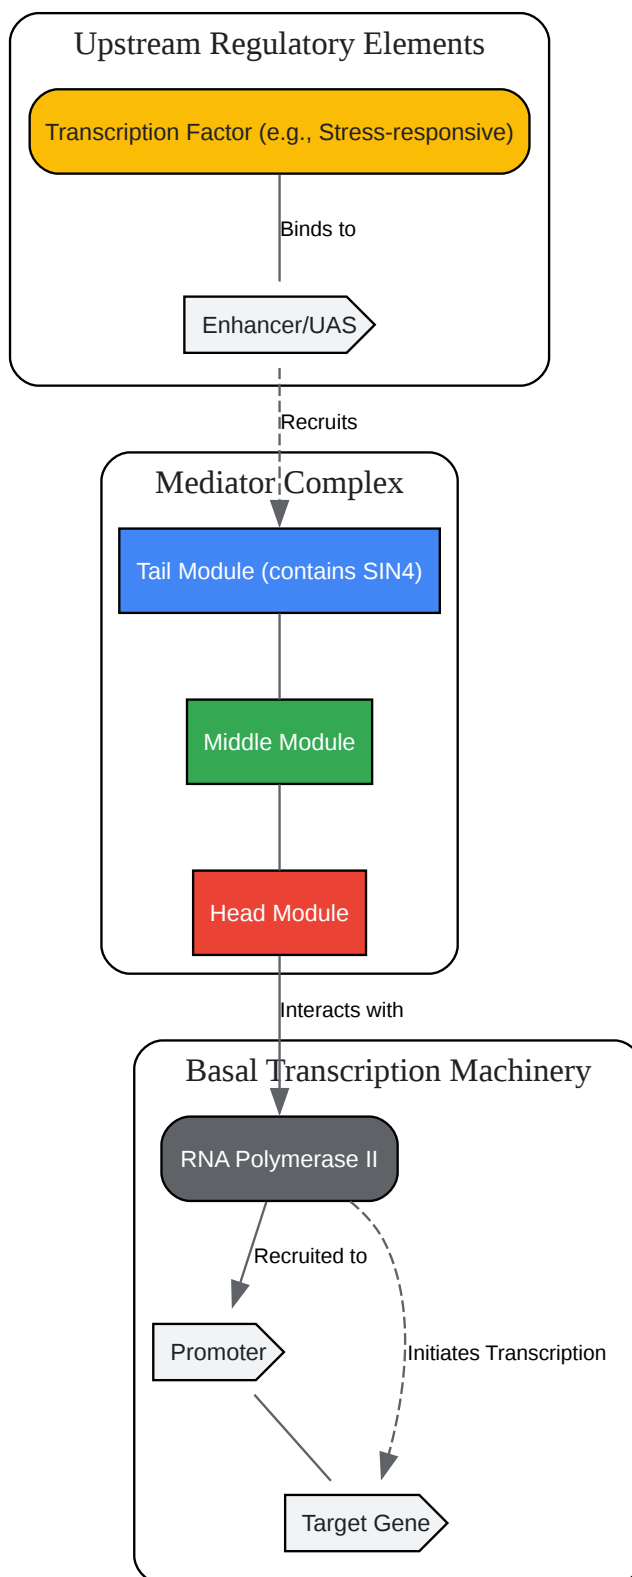 Upstream Regulatory Elements
Transcription Factor (e.g., Stress-responsive)
Binds to
Enhancer/UAS
Recruits
Mediator Complex
Tail Module (contains SIN4)
Middle Module
Head Module
Interacts with
Basal Transcription Machinery
RNA Polymerase II
Recruited to
Promoter
Initiates Transcription
Target Gene